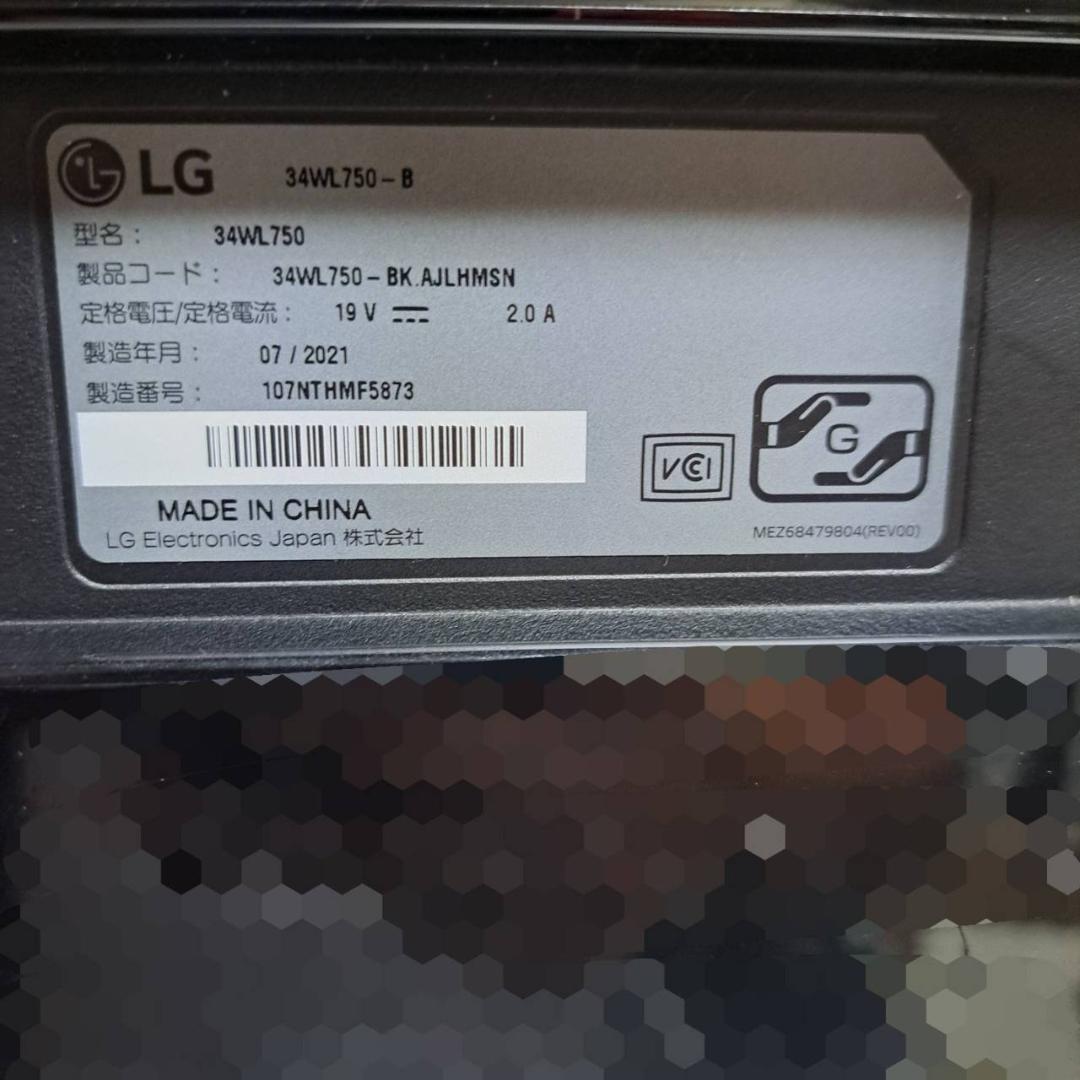 LG 34WL750-B
型名： 34WL750
製品コード： 34WL750-BK.AJLHMSN
定格電圧/定格電流： 19 V ⎓ 2.0 A
製造年月： 07 / 2021
製造番号： 107NTHMF5873
VCCI
G
MADE IN CHINA
LG Electronics Japan 株式会社
MEZ68479804(REV00)